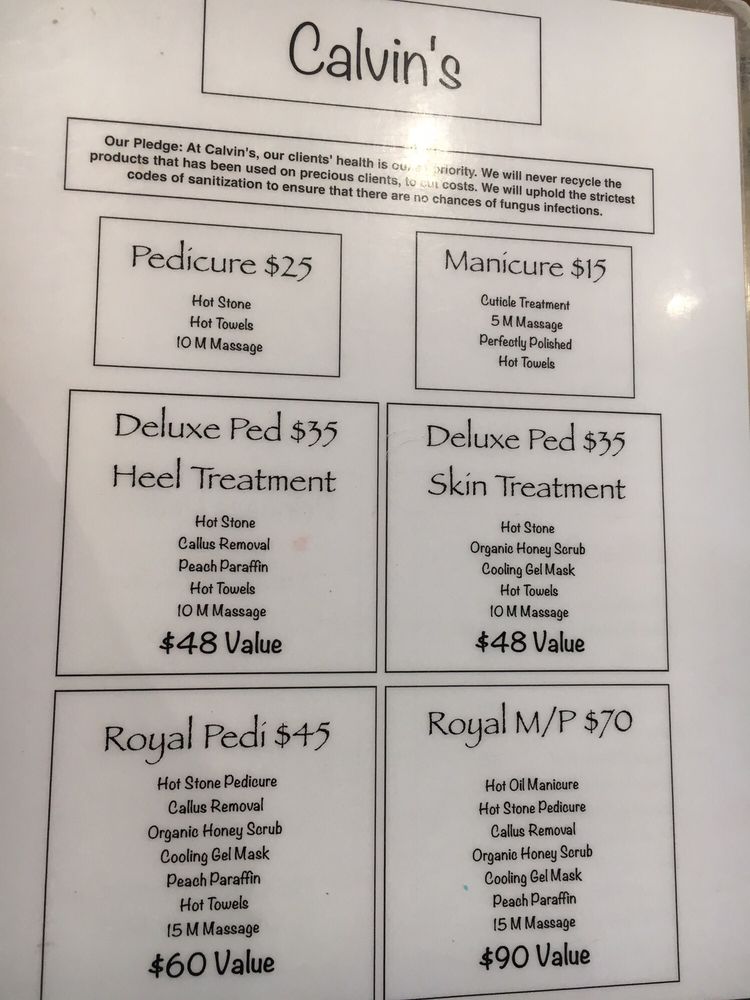 Calvin's
Our Pledge: At Calvin's, our clients' health is priority. We will never recycle the
products that has been used on precious clients, to cut costs. We will uphold the strictest
codes of sanitization to ensure that there are no chances of fungus infections.
Pedicure $25
Hot Stone
Hot Towels
10 M Massage
Manicure $15
Cuticle Treatment
5 M Massage
Perfectly Polished
Hot Towels
Deluxe Ped $35
Heel Treatment
Hot Stone
Callus Removal
Peach Paraffin
Hot Towels
10 M Massage
$48 Value
Deluxe Ped $35
Skin Treatment
Hot Stone
Organic Honey Scrub
Cooling Gel Mask
Hot Towels
10 M Massage
$48 Value
Royal Pedi $45
Hot Stone Pedicure
Callus Removal
Organic Honey Scrub
Cooling Gel Mask
Peach Paraffin
Hot Towels
15 M Massage
$60 Value
Royal M/P $70
Hot Oil Manicure
Hot Stone Pedicure
Callus Removal
Organic Honey Scrub
Cooling Gel Mask
Peach Paraffin
15 M Massage
$90 Value